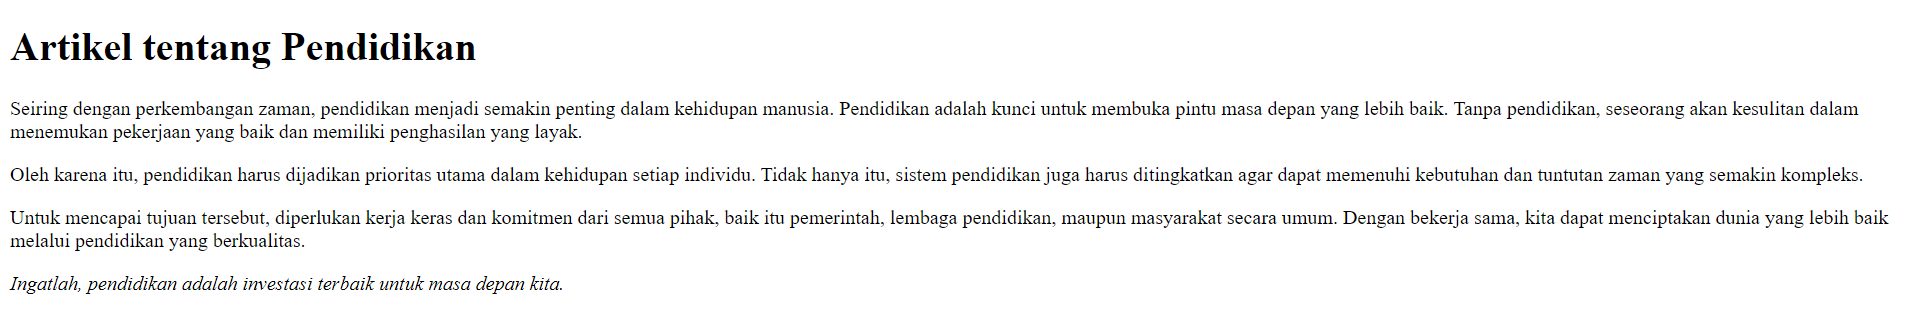 Artikel tentang Pendidikan
Seiring dengan perkembangan zaman, pendidikan menjadi semakin penting dalam kehidupan manusia. Pendidikan adalah kunci untuk membuka pintu masa depan yang lebih baik. Tanpa pendidikan, seseorang akan kesulitan dalam
menemukan pekerjaan yang baik dan memiliki penghasilan yang layak.
Oleh karena itu, pendidikan harus dijadikan prioritas utama dalam kehidupan setiap individu. Tidak hanya itu, sistem pendidikan juga harus ditingkatkan agar dapat memenuhi kebutuhan dan tuntutan zaman yang semakin kompleks.
Untuk mencapai tujuan tersebut, diperlukan kerja keras dan komitmen dari semua pihak, baik itu pemerintah, lembaga pendidikan, maupun masyarakat secara umum. Dengan bekerja sama, kita dapat menciptakan dunia yang lebih baik
melalui pendidikan yang berkualitas.
Ingatlah, pendidikan adalah investasi terbaik untuk masa depan kita.